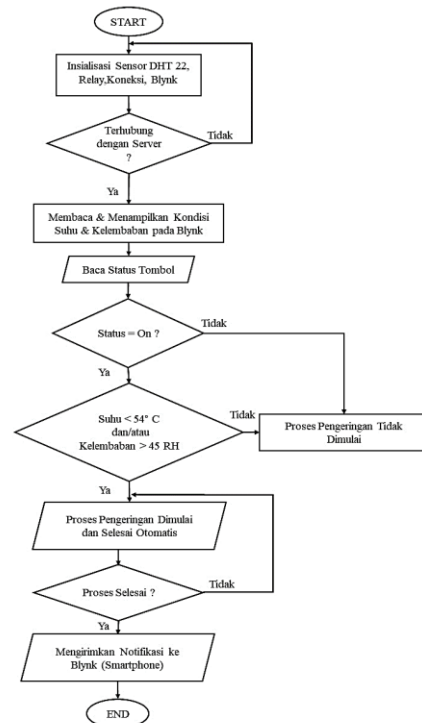 START
Insialisasi Sensor DHT 22,
Relay,Koneksi, Blynk
Terhubung
dengan Server
?
Tidak
Ya
Membaca & Menampilkan Kondisi
Suhu & Kelembaban pada Blynk
Baca Status Tombol
Status = On ?
Tidak
Ya
Suhu < 54° C
dan/atau
Kelembaban > 45 RH
Tidak
Proses Pengeringan Tidak
Dimulai
Ya
Proses Pengeringan Dimulai
dan Selesai Otomatis
Proses Selesai ?
Tidak
Ya
Mengirimkan Notifikasi ke
Blynk (Smartphone)
END